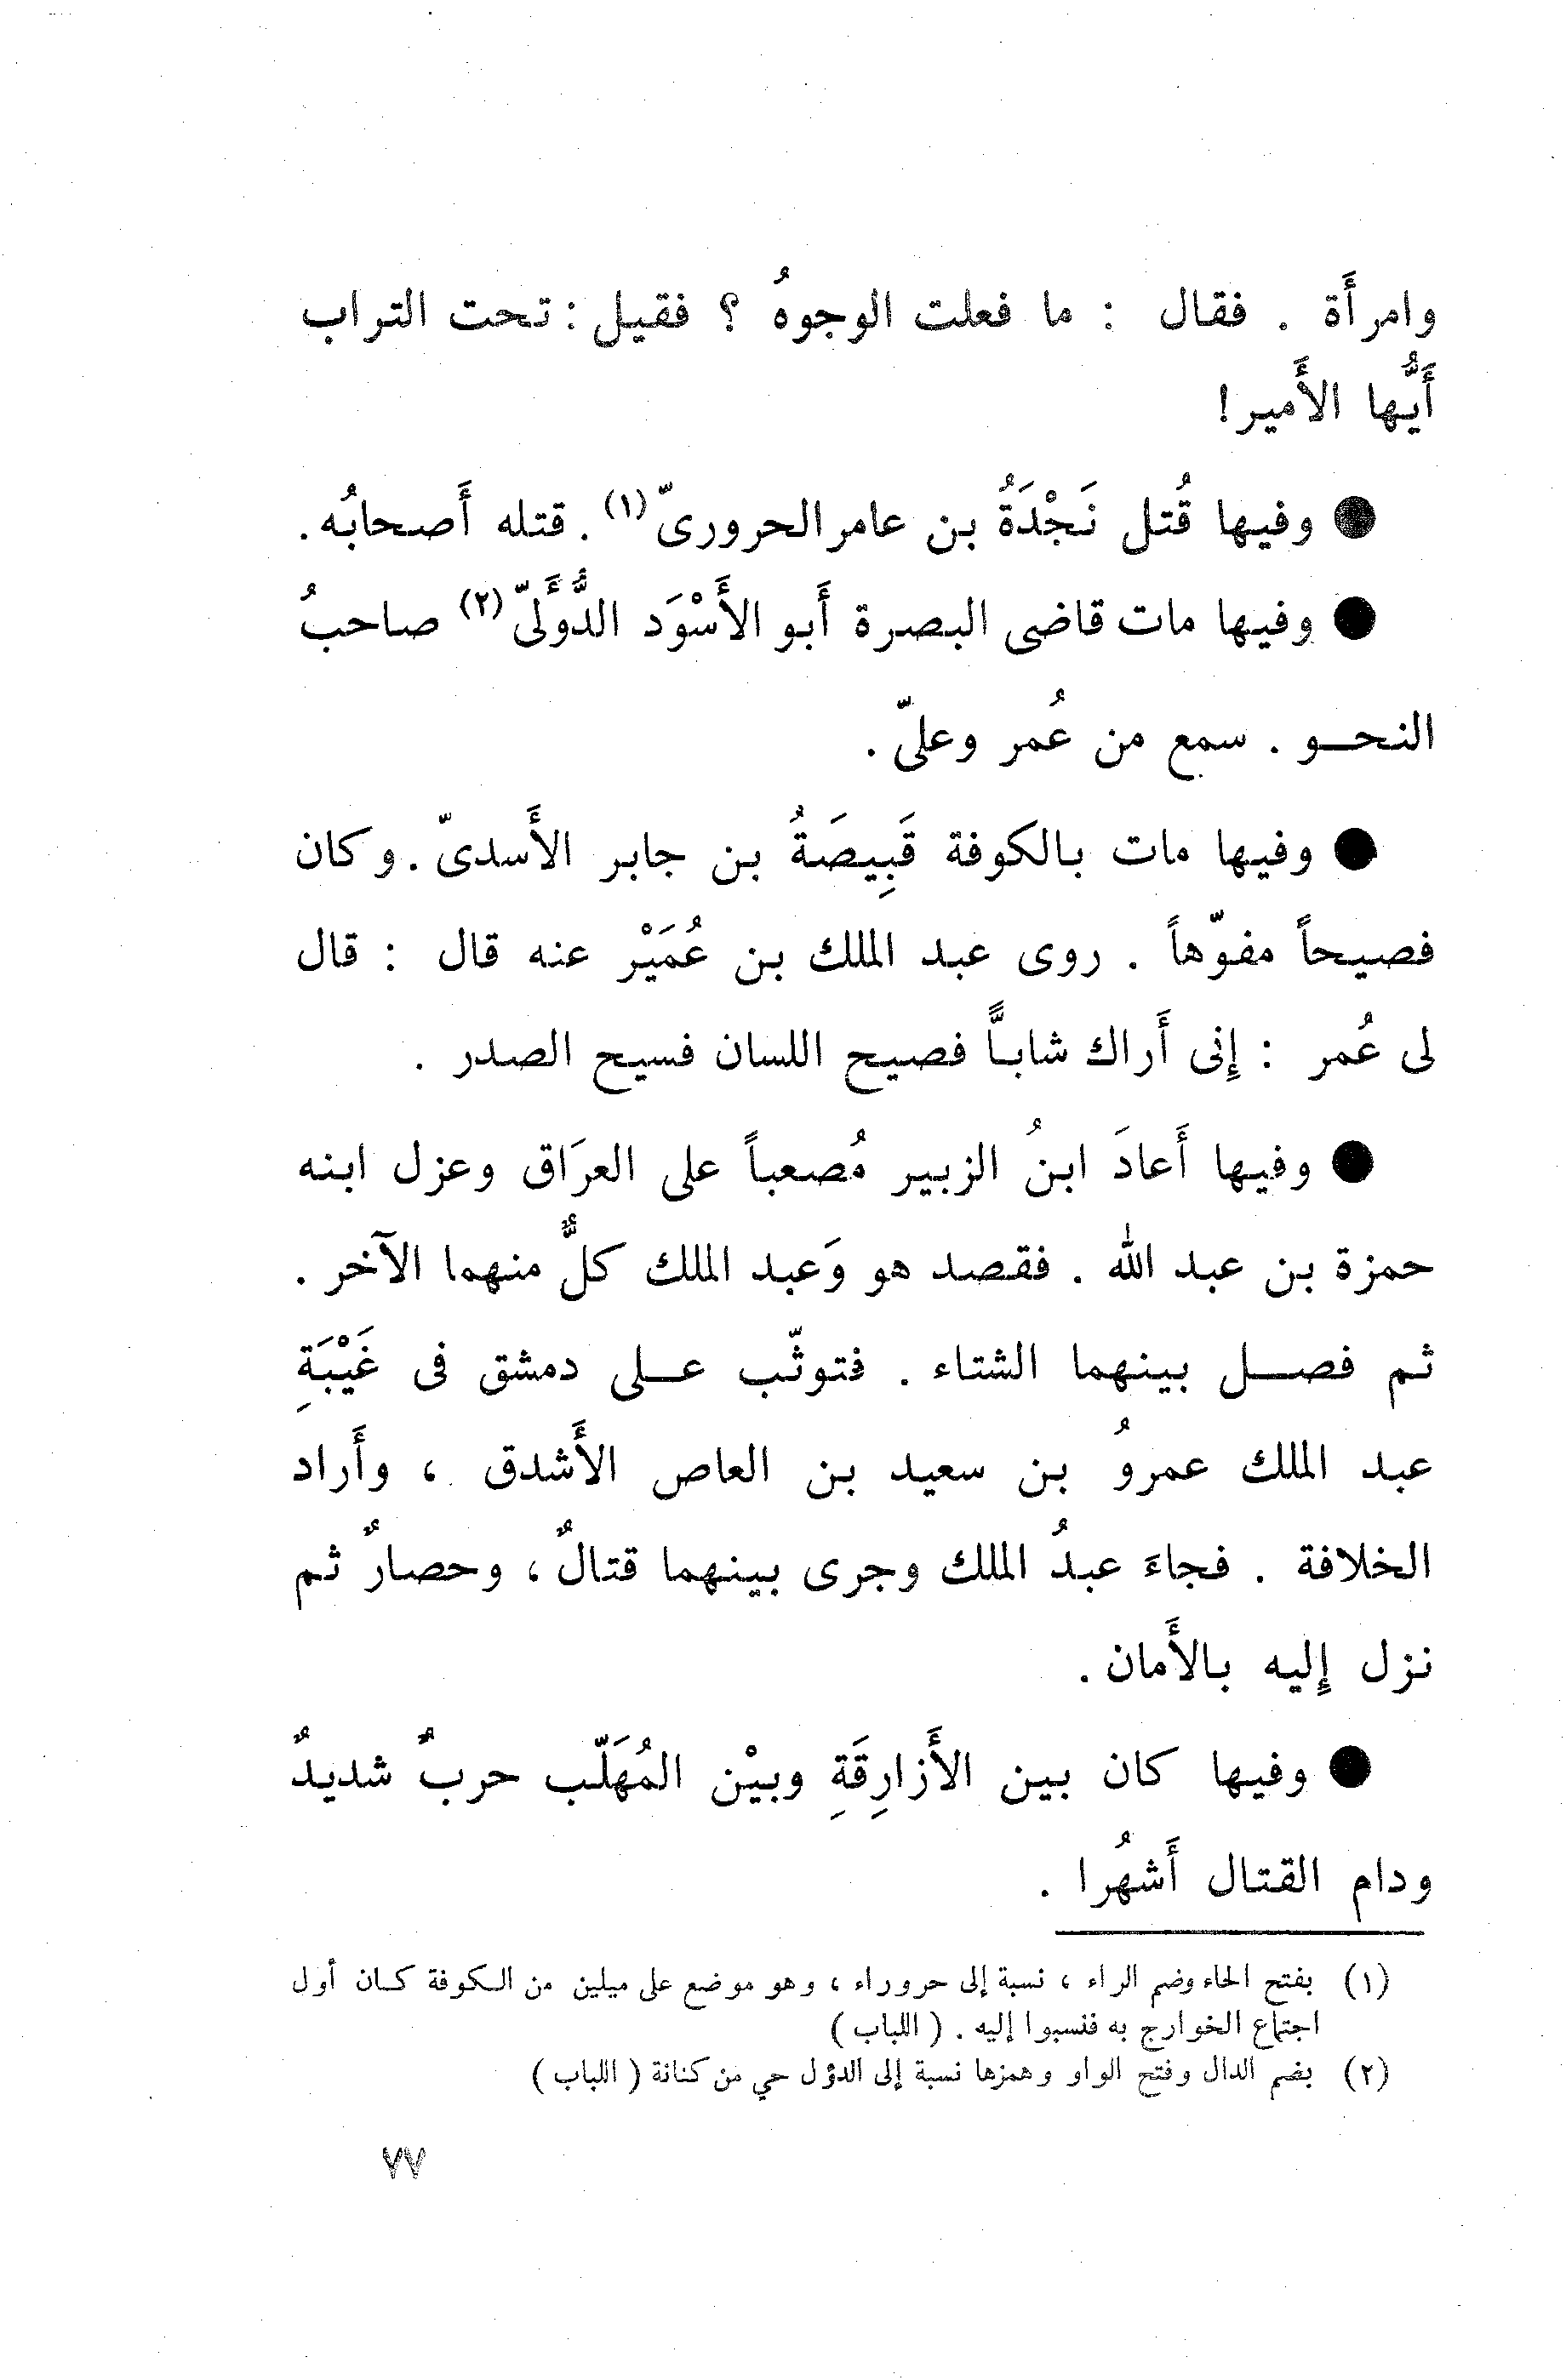 وامرأَة . فقال : ما فعلت الوجوهُ ؟ فقيل : تحت التراب
أَيُّها الأَمير!
● وفيها قُتل نَجْدَةُ بن عامر الحرورىّ(١) . قتله أَصحابُه .
● وفيها مات قاضى البصرة أَبو الأَسْوَد الدُّؤَلىّ(٢) صاحبُ
النحـو . سمع من عُمر وعلىّ .
● وفيها مات بالكوفة قَبِيصَةُ بن جابر الأَسدىّ . وكان
فصيحاً مفوّهاً . روى عبد الملك بن عُمَيْر عنه قال : قال
لى عُمر : إِنى أَراك شابًّا فصيح اللسان فسيح الصدر .
● وفيها أَعادَ ابنُ الزبير مُصعباً على العرَاق وعزل ابنه
حمزة بن عبد الله . فقصد هو وَعبد الملك كلٌّ منهما الآخر .
ثم فصـل بينهما الشتاء . فتوثّب عـلى دمشق فى غَيْبَةِ
عبد الملك عمروُ بن سعيد بن العاص الأَشدق ، وأَراد
الخلافة . فجاءَ عبدُ الملك وجرى بينهما قتالٌ ، وحصارٌ ثم
نزل إِليه بالأَمان .
● وفيها كان بين الأَزارِقَةِ وبيْن المُهَلّب حربٌ شديدٌ
ودام القتال أَشهُرا .
(١) بفتح الحاء وضم الراء ، نسبة إلى حروراء ، وهو موضع على ميلين من الكوفة كان أول
اجتماع الخوارج به فنسبوا إليه . ( اللباب )
(٢) بضم الدال وفتح الواو وهمزها نسبة إلى الدؤل حي من كنانة ( اللباب )
٧٧